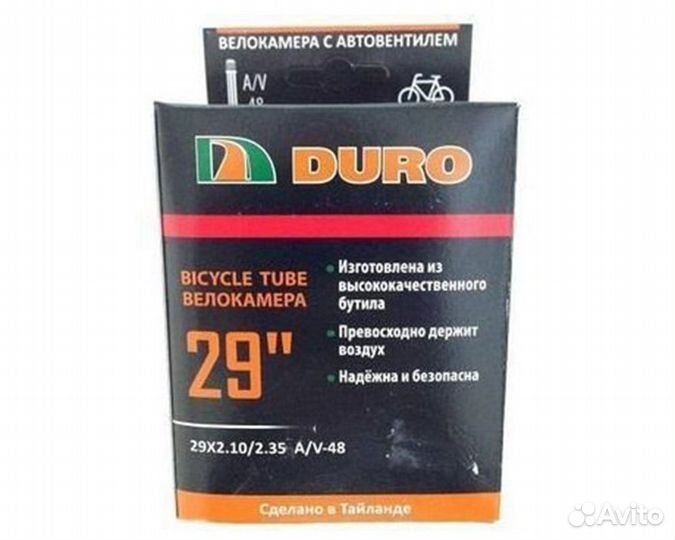 ВЕЛОКАМЕРА С АВТОВЕНТИЛЕМ
A/V
48
DURO
BICYCLE TUBE
ВЕЛОКАМЕРА
29"
Изготовлена из
высококачественного
бутила
Превосходно держит
воздух
Надёжна и безопасна
29X2.10/2.35 A/V-48
Сделано в Тайланде
Avito